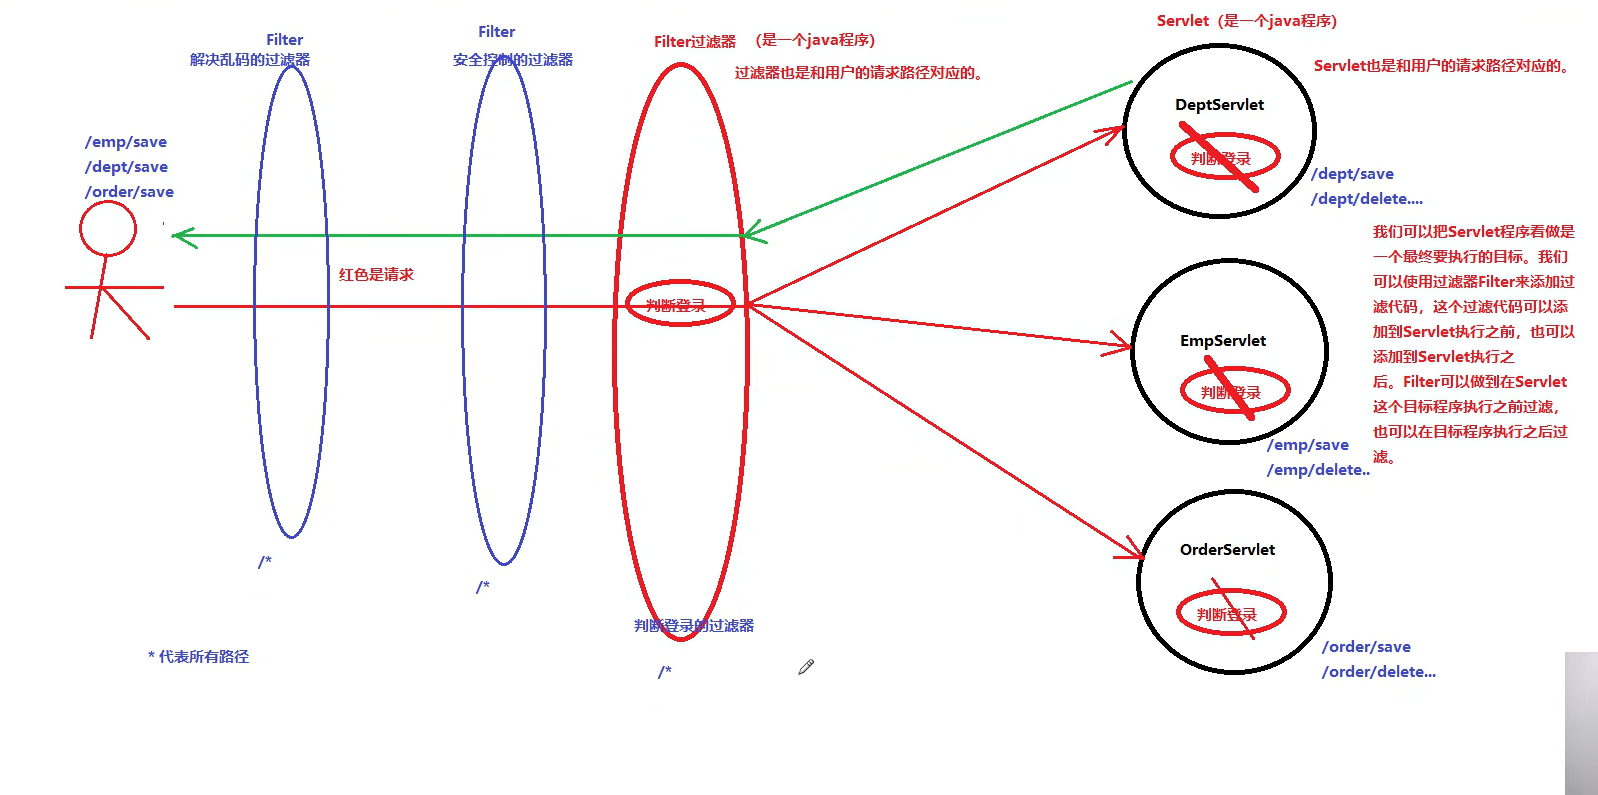 Filter
解决乱码的过滤器
Filter
安全控制的过滤器
Filter过滤器
（是一个java程序）
过滤器也是和用户的请求路径对应的。
Servlet（是一个java程序）
Servlet也是和用户的请求路径对应的。
/emp/save
/dept/save
/order/save
红色是请求
判断登录
DeptServlet
判断登录
/dept/save
/dept/delete....
我们可以把Servlet程序看做是
一个最终要执行的目标。我们
可以使用过滤器Filter来添加过
滤代码，这个过滤代码可以添
加到Servlet执行之前，也可以
添加到Servlet执行之
后。Filter可以做到在Servlet
这个目标程序执行之前过滤，
也可以在目标程序执行之后过
滤。
EmpServlet
判断登录
/emp/save
/emp/delete..
OrderServlet
判断登录
/order/save
/order/delete...
/*
/*
判断登录的过滤器
/*
* 代表所有路径